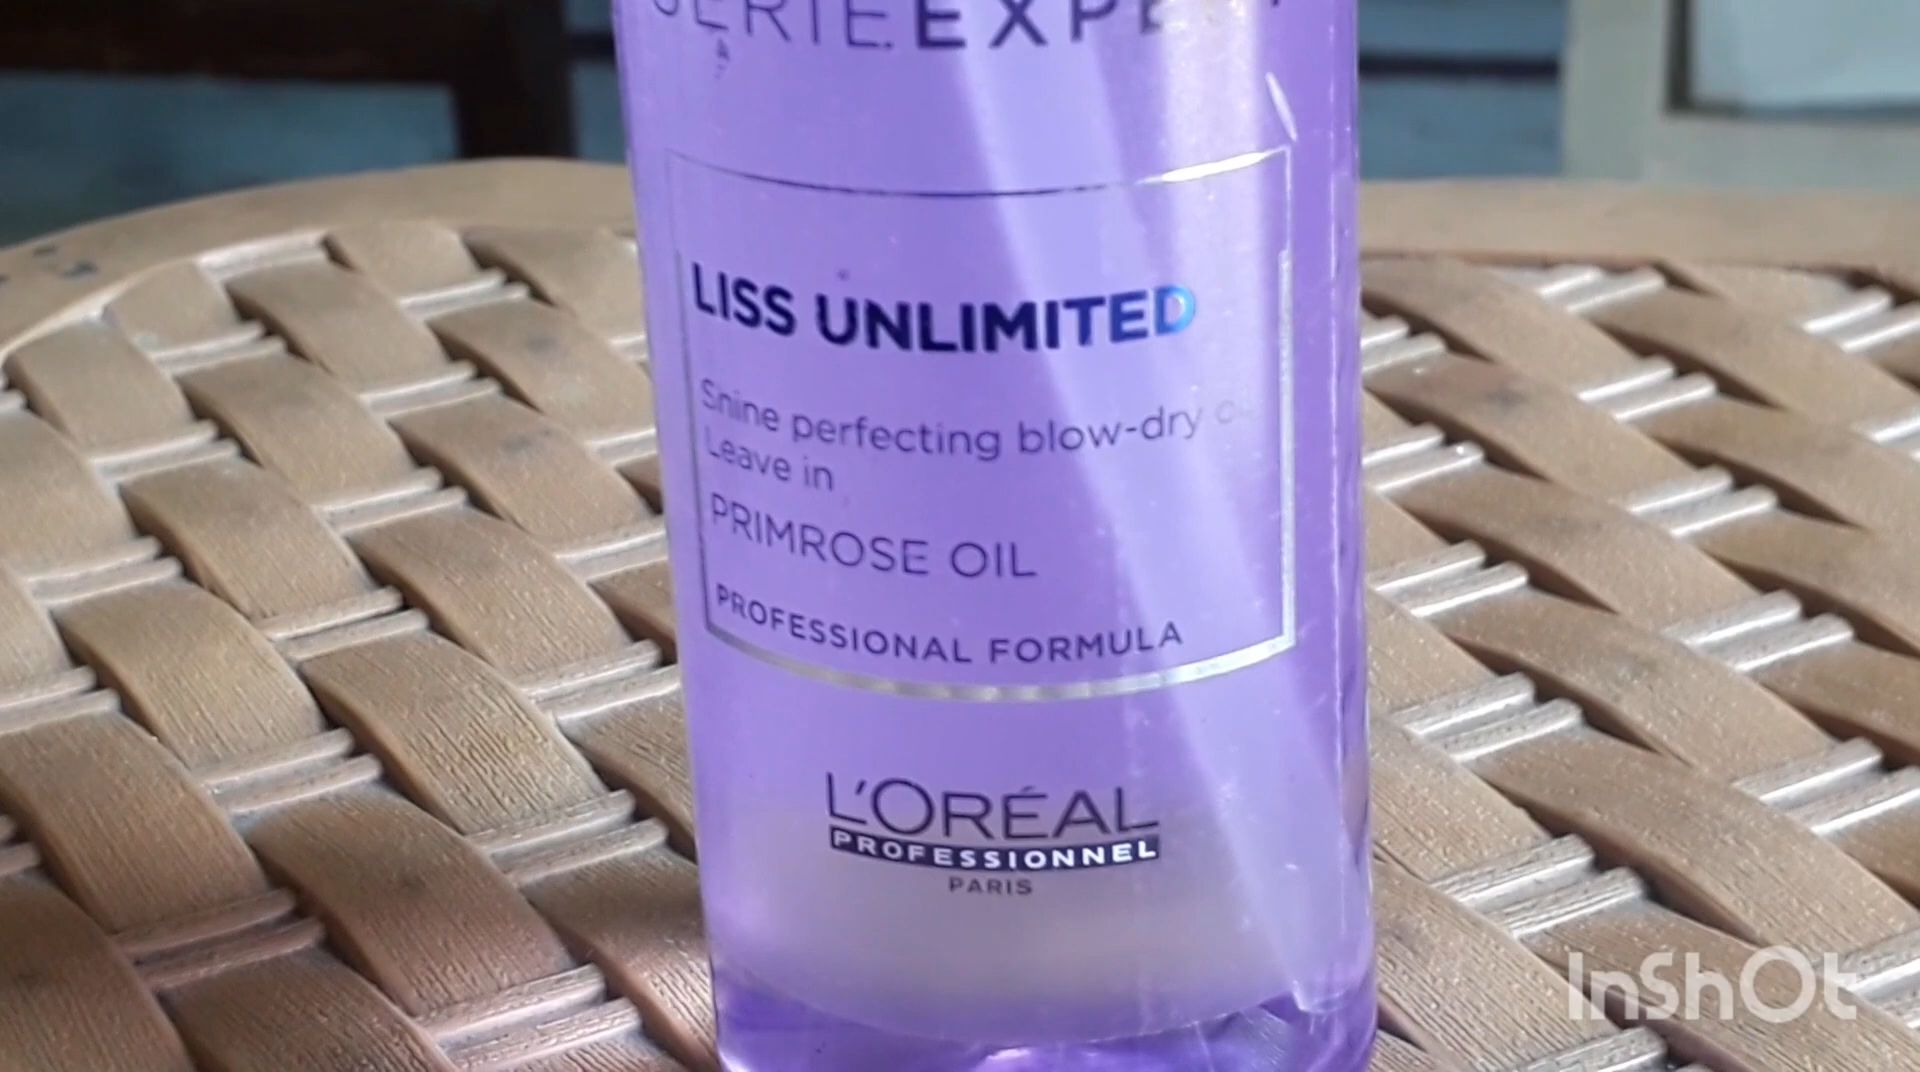 LISS UNLIMITED
Shine perfecting blow-dry
Leave in
PRIMROSE OIL
PROFESSIONAL FORMULA
L'ORÉAL
PROFESSIONNEL
PARIS
InShOt